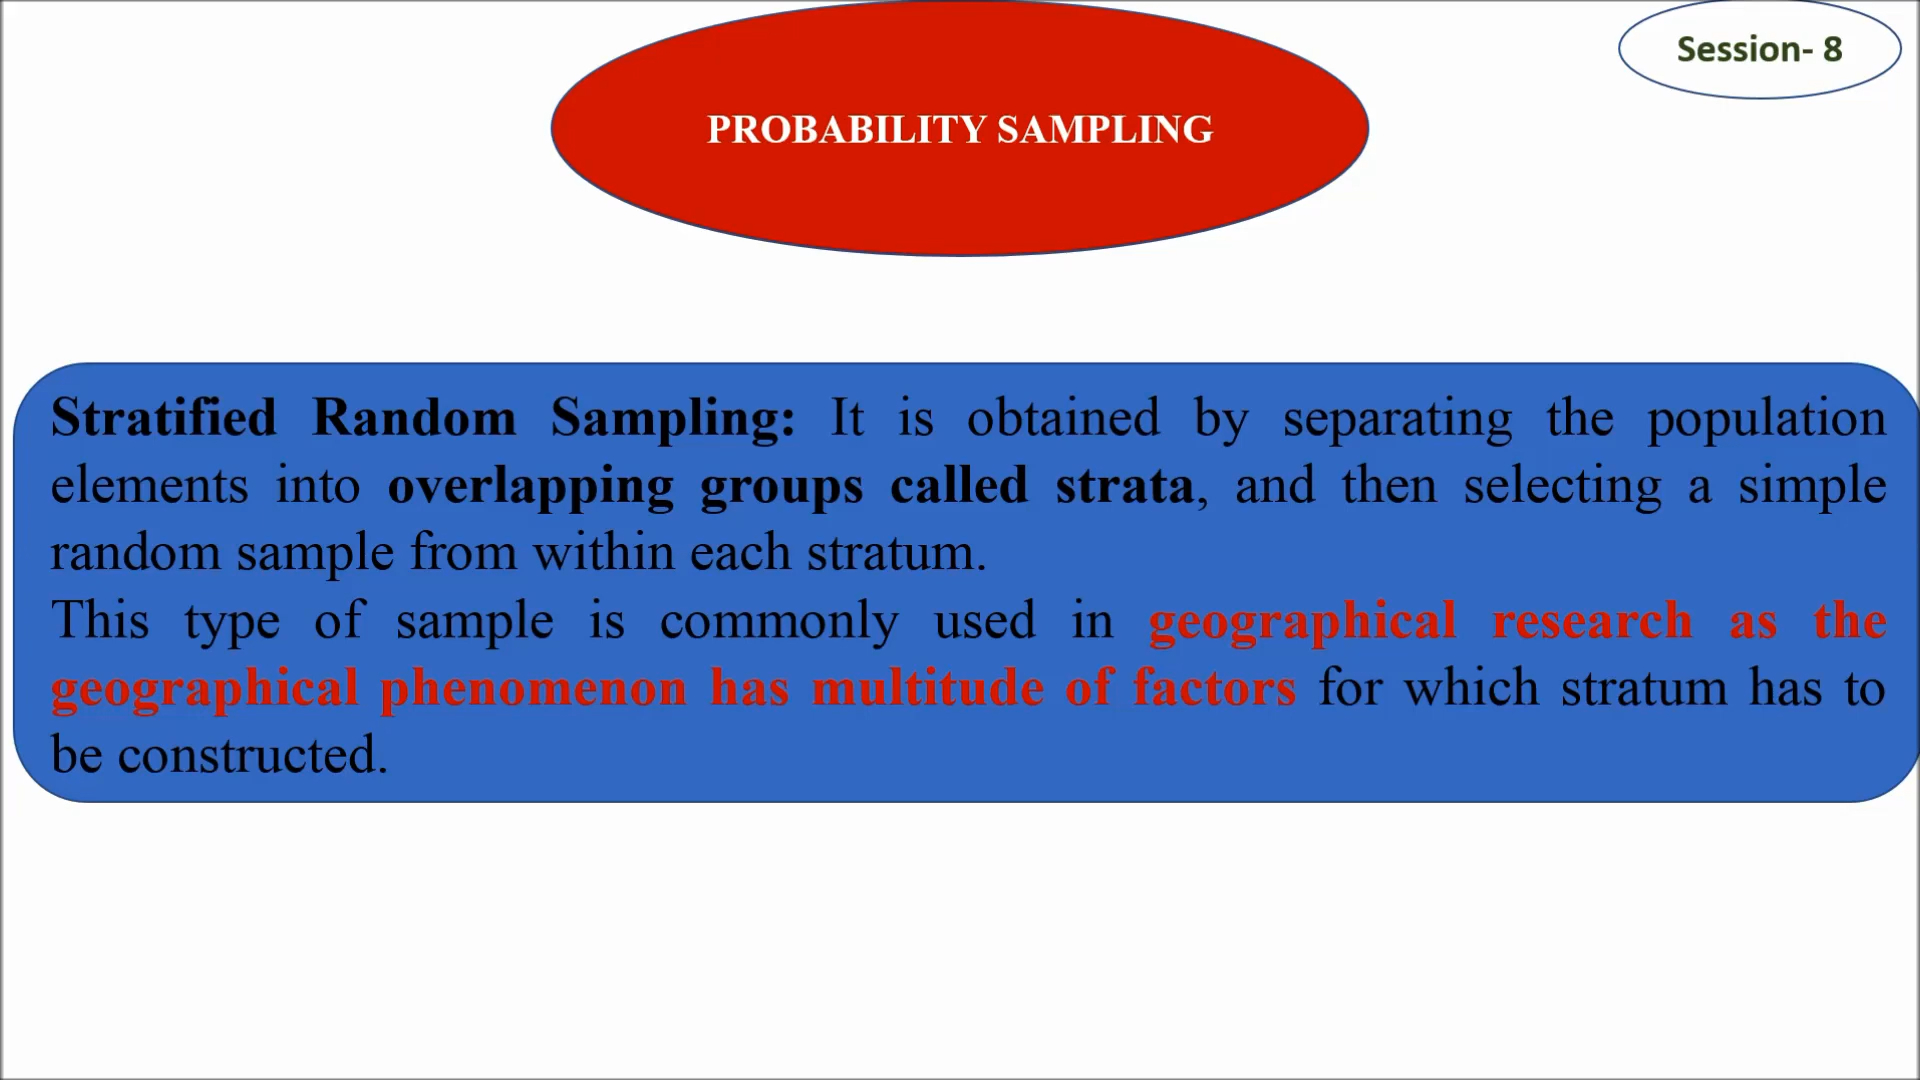 Session- 8
PROBABILITY SAMPLING
Stratified Random Sampling: It is obtained by separating the population
elements into overlapping groups called strata, and then selecting a simple
random sample from within each stratum.
This type of sample is commonly used in geographical research as the
geographical phenomenon has multitude of factors for which stratum has to
be constructed.